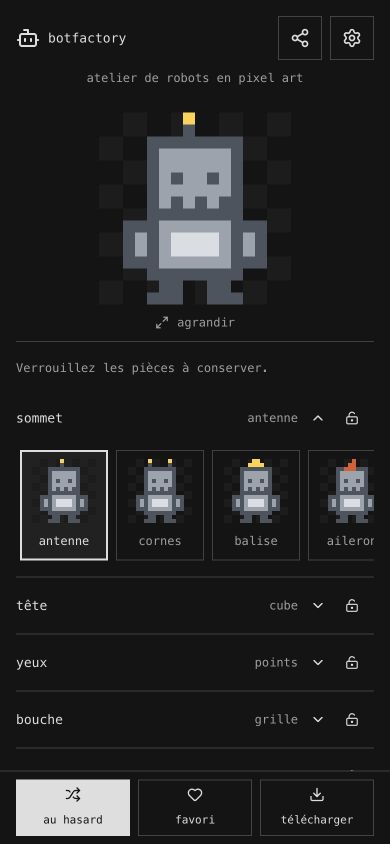 botfactory
atelier de robots en pixel art
agrandir
Verrouillez les pièces à conserver.
sommet antenne
antenne cornes balise aileron
tête cube
yeux points
bouche grille
au hasard favori télécharger